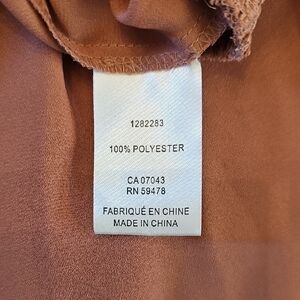 1282283
100% POLYESTER
CA 07043
RN 59478
FABRIQUÉ EN CHINE
MADE IN CHINA